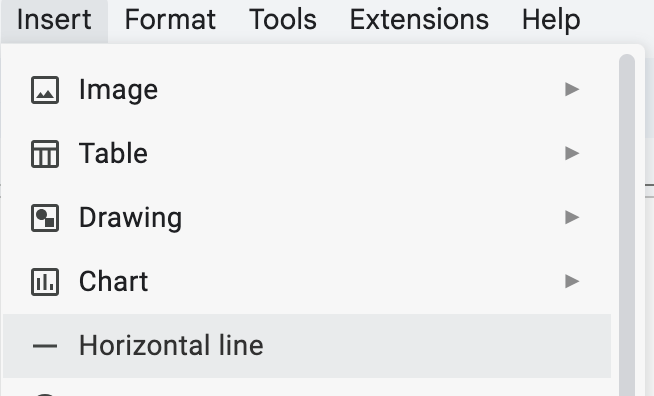 Insert Format Tools Extensions Help
Image
Table
Drawing
Chart
Horizontal line